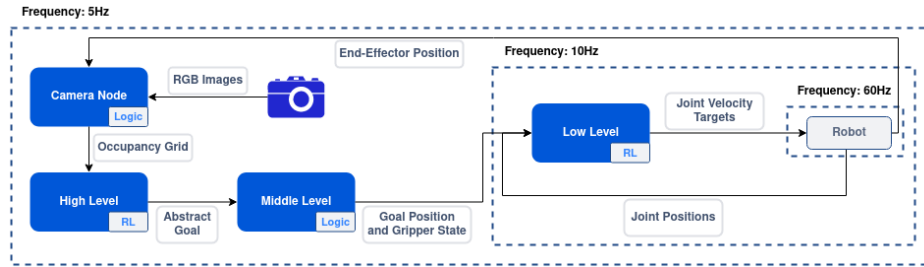 Frequency: 5Hz
End-Effector Position
Frequency: 10Hz
RGB Images
Camera Node
Logic
Frequency: 60Hz
Joint Velocity
Targets
Low Level
RL
Robot
Occupancy Grid
High Level
RL
Abstract
Goal
Middle Level
Logic
Goal Position
and Gripper State
Joint Positions